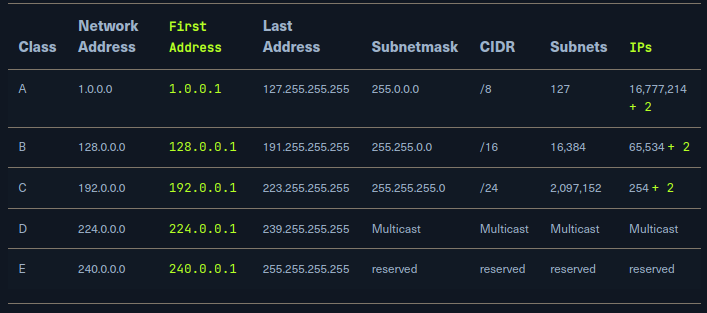 Class Network Address First Address Last Address Subnetmask CIDR Subnets IPs
A 1.0.0.0 1.0.0.1 127.255.255.255 255.0.0.0 /8 127 16,777,214 + 2
B 128.0.0.0 128.0.0.1 191.255.255.255 255.255.0.0 /16 16,384 65,534 + 2
C 192.0.0.0 192.0.0.1 223.255.255.255 255.255.255.0 /24 2,097,152 254 + 2
D 224.0.0.0 224.0.0.1 239.255.255.255 Multicast Multicast Multicast Multicast
E 240.0.0.0 240.0.0.1 255.255.255.255 reserved reserved reserved reserved